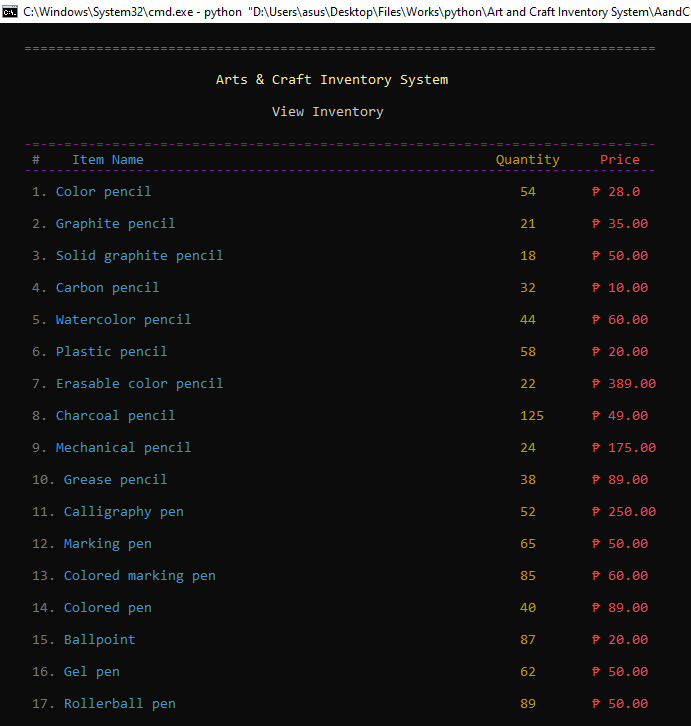 C:\Windows\System32\cmd.exe - python "D:\Users\asus\Desktop\Files\Works\python\Art and Craft Inventory System\AandC
===============================================================================
Arts & Craft Inventory System
View Inventory
-------------------------------------------------------------------------------
# Item Name Quantity Price
-------------------------------------------------------------------------------
1. Color pencil 54 ₱ 28.0
2. Graphite pencil 21 ₱ 35.00
3. Solid graphite pencil 18 ₱ 50.00
4. Carbon pencil 32 ₱ 10.00
5. Watercolor pencil 44 ₱ 60.00
6. Plastic pencil 58 ₱ 20.00
7. Erasable color pencil 22 ₱ 389.00
8. Charcoal pencil 125 ₱ 49.00
9. Mechanical pencil 24 ₱ 175.00
10. Grease pencil 38 ₱ 89.00
11. Calligraphy pen 52 ₱ 250.00
12. Marking pen 65 ₱ 50.00
13. Colored marking pen 85 ₱ 60.00
14. Colored pen 40 ₱ 89.00
15. Ballpoint 87 ₱ 20.00
16. Gel pen 62 ₱ 50.00
17. Rollerball pen 89 ₱ 50.00